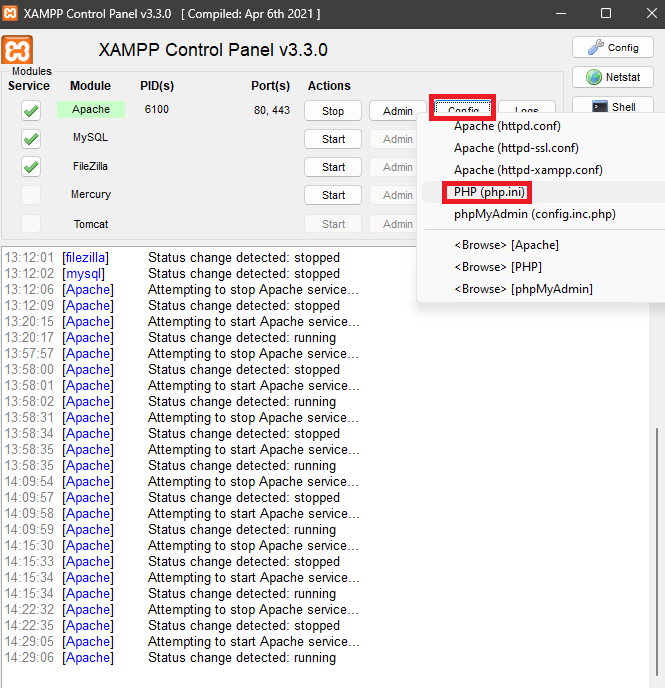 XAMPP Control Panel v3.3.0 [ Compiled: Apr 6th 2021 ]
XAMPP Control Panel v3.3.0
Config
Modules
Service Module PID(s) Port(s) Actions
Netstat
Apache 6100 80, 443 Stop Admin Config Logs
Shell
MySQL Start Admin
FileZilla Start Admin
Mercury Start Admin
Tomcat Start Admin
Apache (httpd.conf)
Apache (httpd-ssl.conf)
Apache (httpd-xampp.conf)
PHP (php.ini)
phpMyAdmin (config.inc.php)
<Browse> [Apache]
<Browse> [PHP]
<Browse> [phpMyAdmin]
13:12:01 [filezilla] Status change detected: stopped
13:12:02 [mysql] Status change detected: stopped
13:12:06 [Apache] Attempting to stop Apache service...
13:12:09 [Apache] Status change detected: stopped
13:20:15 [Apache] Attempting to start Apache service...
13:20:17 [Apache] Status change detected: running
13:57:57 [Apache] Attempting to stop Apache service...
13:58:00 [Apache] Status change detected: stopped
13:58:01 [Apache] Attempting to start Apache service...
13:58:02 [Apache] Status change detected: running
13:58:31 [Apache] Attempting to stop Apache service...
13:58:34 [Apache] Status change detected: stopped
13:58:35 [Apache] Attempting to start Apache service...
13:58:35 [Apache] Status change detected: running
14:09:54 [Apache] Attempting to stop Apache service...
14:09:57 [Apache] Status change detected: stopped
14:09:58 [Apache] Attempting to start Apache service...
14:09:59 [Apache] Status change detected: running
14:15:30 [Apache] Attempting to stop Apache service...
14:15:33 [Apache] Status change detected: stopped
14:15:34 [Apache] Attempting to start Apache service...
14:15:34 [Apache] Status change detected: running
14:22:32 [Apache] Attempting to stop Apache service...
14:22:35 [Apache] Status change detected: stopped
14:29:05 [Apache] Attempting to start Apache service...
14:29:06 [Apache] Status change detected: running